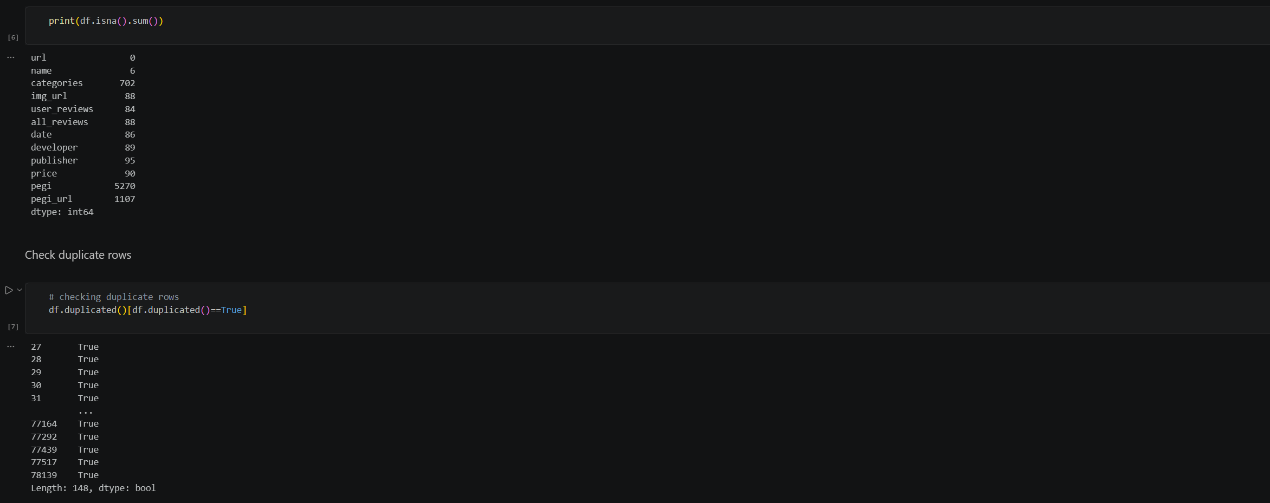 print(df.isna().sum())
[6]
...
url 0
name 6
categories 702
img_url 88
user_reviews 84
all_reviews 88
date 86
developer 89
publisher 95
price 90
pegi 5270
pegi_url 1107
dtype: int64
Check duplicate rows
# checking duplicate rows
df.duplicated()[df.duplicated()==True]
[7]
...
27 True
28 True
29 True
30 True
31 True
...
77164 True
77292 True
77439 True
77517 True
78139 True
Length: 148, dtype: bool